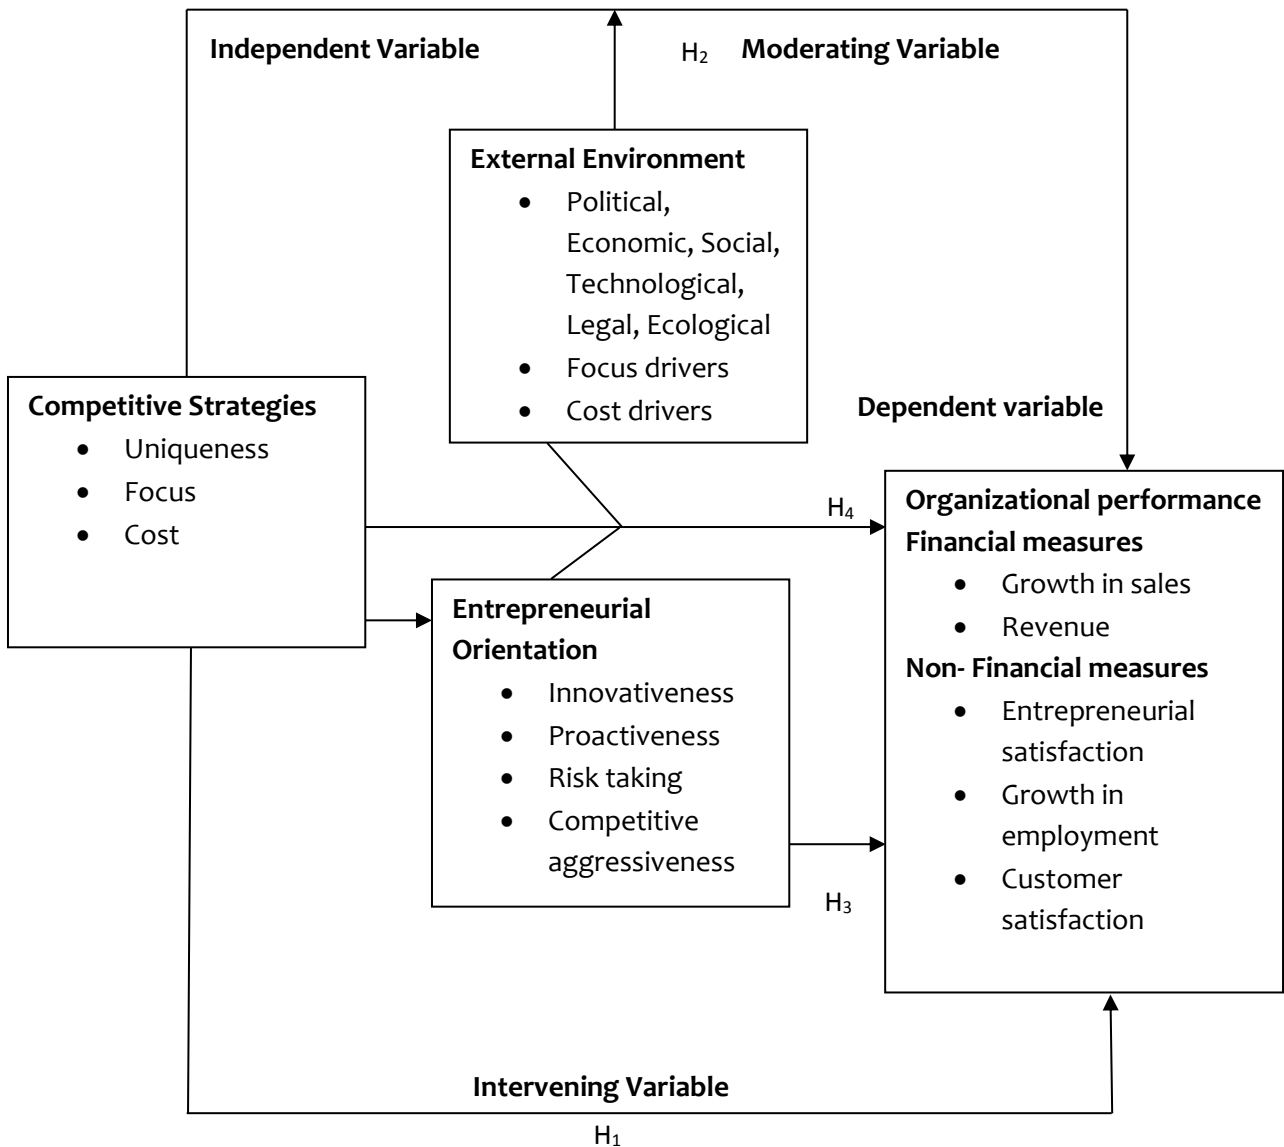 Independent Variable
H₂ Moderating Variable
External Environment
• Political,
Economic, Social,
Technological,
Legal, Ecological
• Focus drivers
• Cost drivers
Competitive Strategies
• Uniqueness
• Focus
• Cost
Dependent variable
H₄
Organizational performance
Financial measures
• Growth in sales
• Revenue
Non- Financial measures
• Entrepreneurial
satisfaction
• Growth in
employment
• Customer
satisfaction
Entrepreneurial
Orientation
• Innovativeness
• Proactiveness
• Risk taking
• Competitive
aggressiveness
H₃
Intervening Variable
H₁